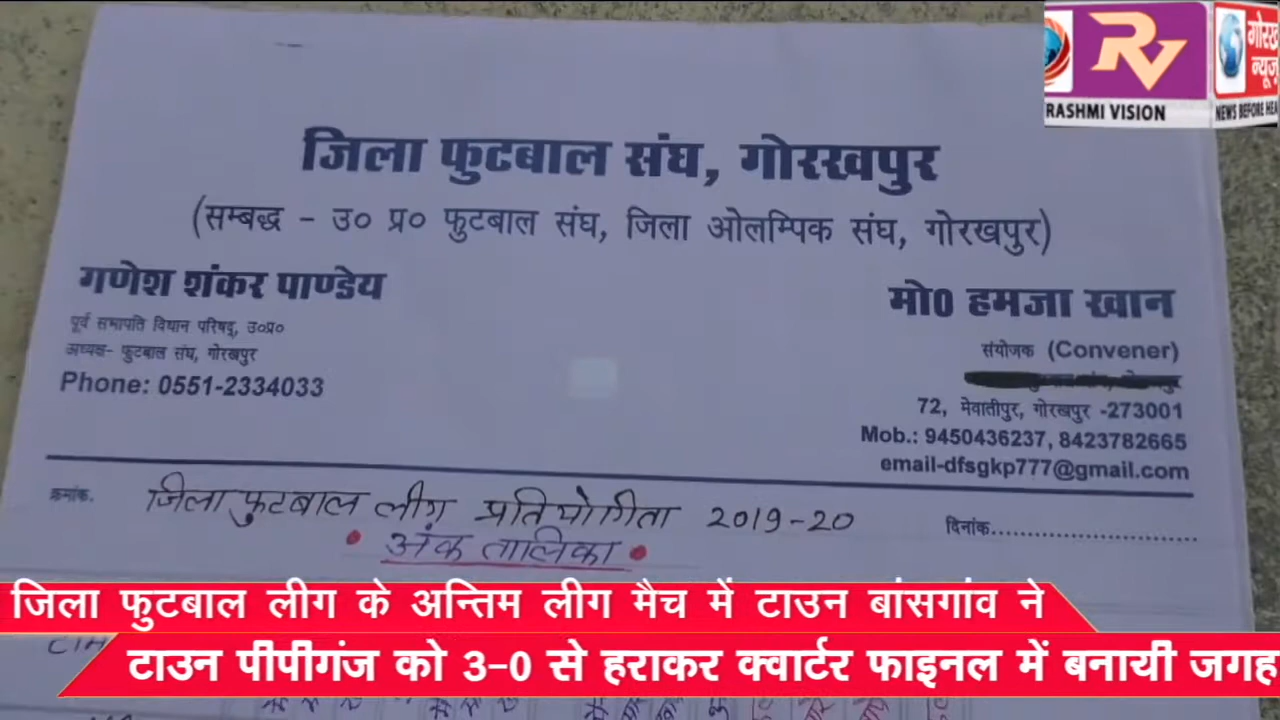 RV
RASHMI VISION
गोरख
न्यूज
NEWS BEFORE HEA
जिला फुटबाल संघ, गोरखपुर
(सम्बद्ध - उ० प्र० फुटबाल संघ, जिला ओलम्पिक संघ, गोरखपुर)
गणेश शंकर पाण्डेय
पूर्व सभापति विधान परिषद्, उ०प्र०
अध्यक्ष- फुटबाल संघ, गोरखपुर
Phone: 0551-2334033
मो0 हमजा खान
संयोजक (Convener)
72, मेवातीपुर, गोरखपुर -273001
Mob.: 9450436237, 8423782665
email-dfsgkp777@gmail.com
क्रमांक.
जिला फुटबाल लीग प्रतियोगिता 2019-20
दिनांक..............................
• अंक तालिका •
जिला फुटबाल लीग के अन्तिम लीग मैच में टाउन बांसगांव ने
टाउन पीपीगंज को 3-0 से हराकर क्वार्टर फाइनल में बनायी जगह